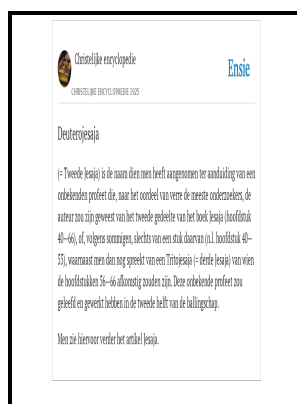 Christelijke encyclopedie
Ensie
CHRISTELIJKE ENCYCLOPAEDIE 1925
Deuterojesaja
(= Tweede Jesaja) is de naam dien men heeft aangenomen ter aanduiding van een
onbekenden profeet die, naar het oordeel van verre de meeste onderzoekers, de
auteur zou zijn geweest van het tweede gedeelte van het boek Jesaja (hoofdstuk
40—66), of, volgens sommigen, slechts van een stuk daarvan (n.l. hoofdstuk 40—
55), waarnaast men dan nog spreekt van een Tritojesaja (= derde Jesaja) van wien
de hoofdstukken 56—66 afkomstig zouden zijn. Deze onbekende profeet zou
geleefd en gewerkt hebben in de tweede helft van de ballingschap.
Men zie hiervoor verder het artikel Jesaja.